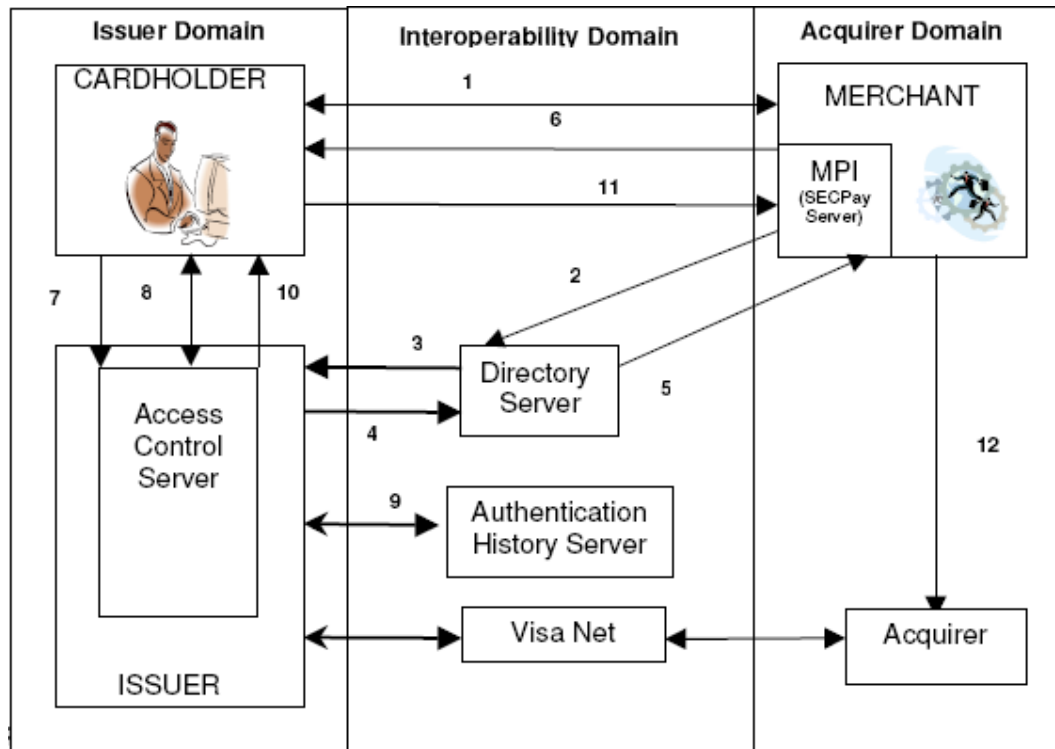 Issuer Domain
Interoperability Domain
Acquirer Domain
CARDHOLDER
1
MERCHANT
6
MPI
(SECPay
Server)
11
2
7
8
10
3
Directory
Server
5
4
Access
Control
Server
12
9
Authentication
History Server
Visa Net
Acquirer
ISSUER